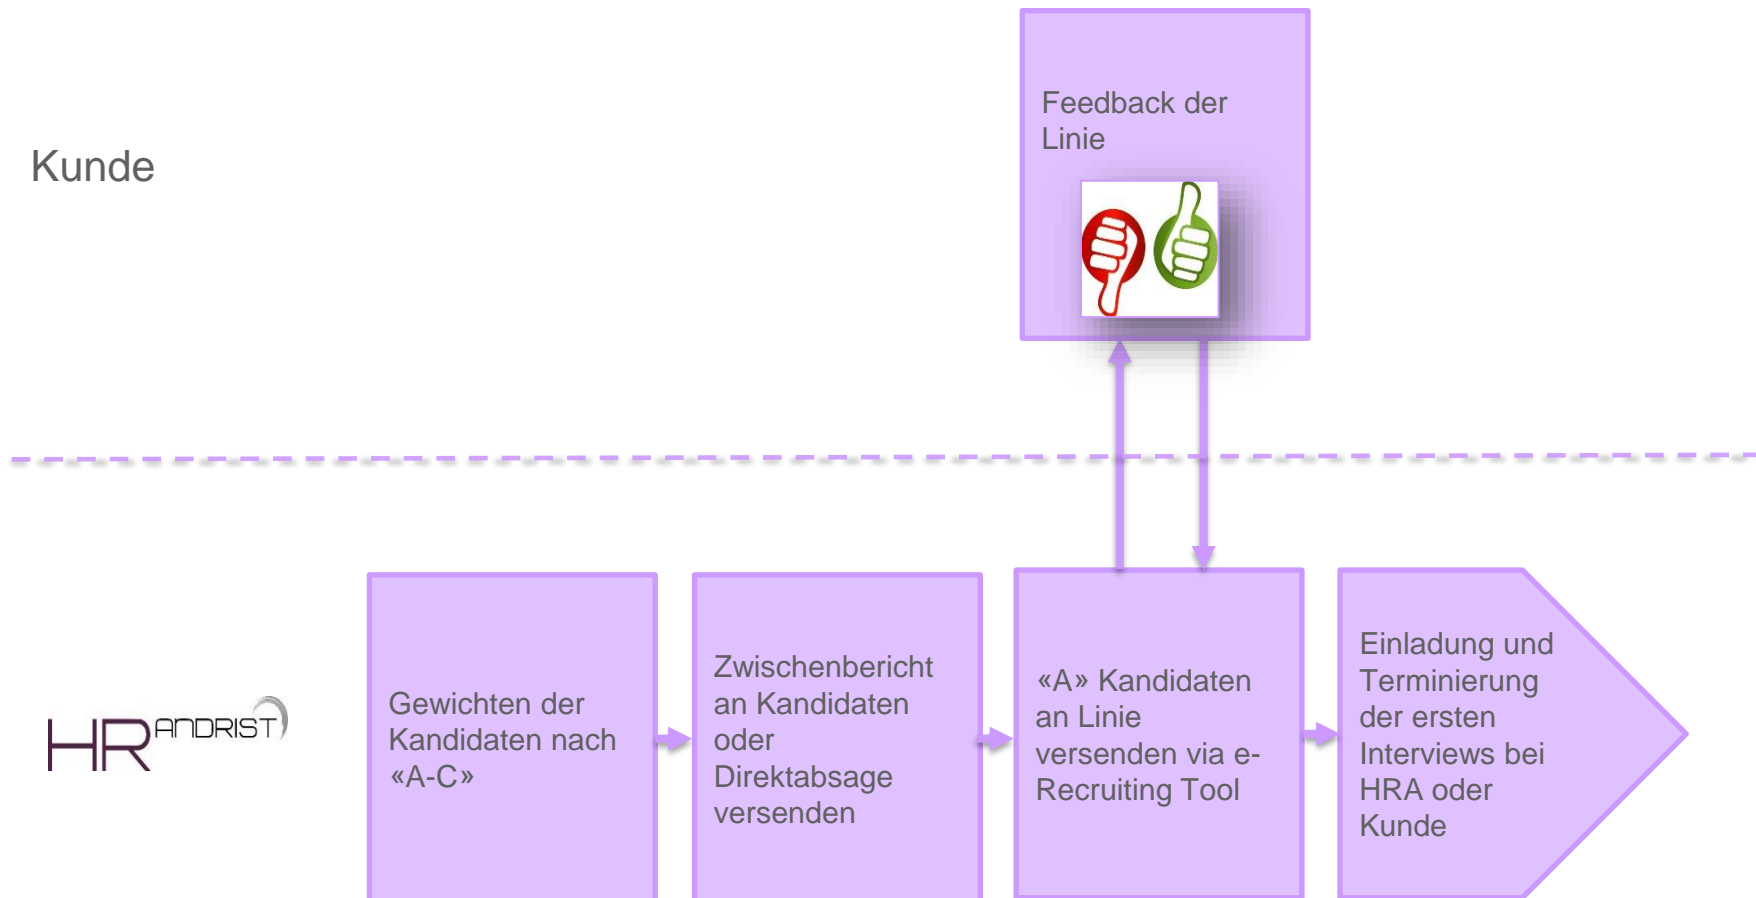 Feedback der
Linie
Kunde
HR ANDRIST
Gewichten der
Kandidaten nach
«A-C»
Zwischenbericht
an Kandidaten
oder
Direktabsage
versenden
«A» Kandidaten
an Linie
versenden via e-
Recruiting Tool
Einladung und
Terminierung
der ersten
Interviews bei
HRA oder
Kunde